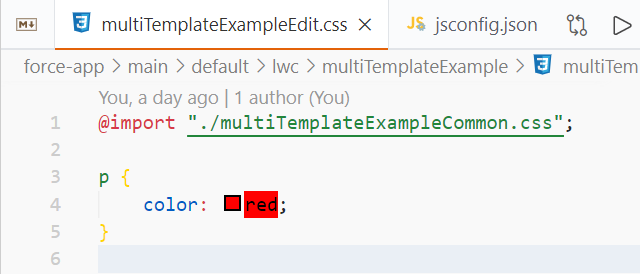 multiTemplateExampleEdit.css JS jsconfig.json
force-app > main > default > lwc > multiTemplateExample > multiTem
You, a day ago | 1 author (You)
1 @import "./multiTemplateExampleCommon.css";
2
3 p {
4 color: red;
5 }
6